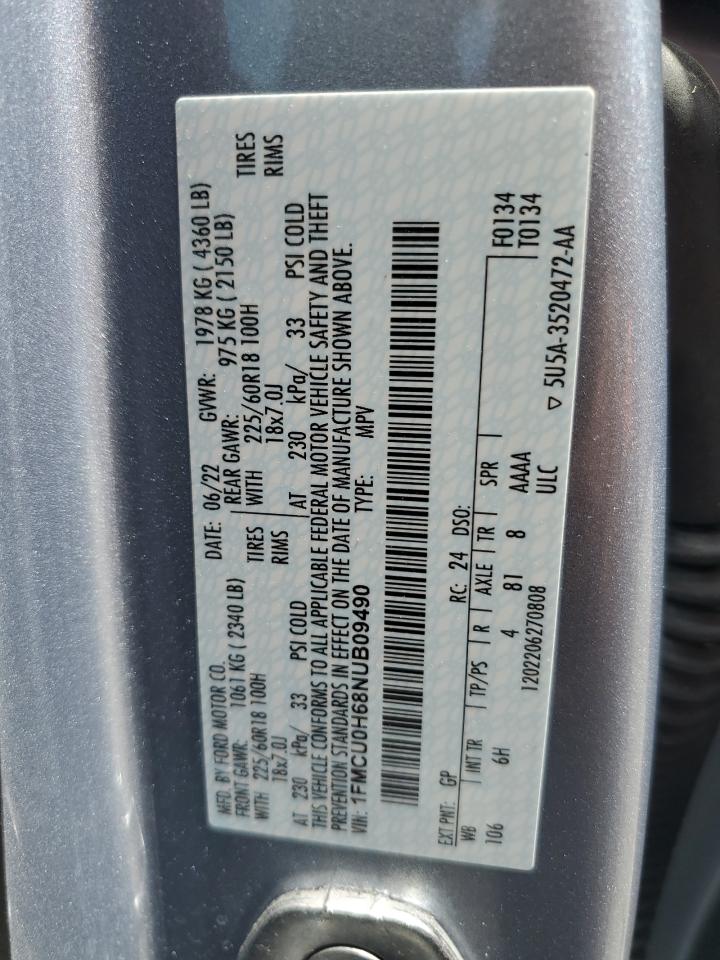 MFD. BY FORD MOTOR CO.
DATE: 06/22 GVWR: 1978 KG ( 4360 LB)
FRONT GAWR: 1061 KG ( 2340 LB) REAR GAWR: 975 KG ( 2150 LB)
WITH 225/60R18 100H TIRES WITH 225/60R18 100H TIRES
18x7.0J RIMS 18x7.0J RIMS
AT 230 kPa/ 33 PSI COLD AT 230 kPa/ 33 PSI COLD
THIS VEHICLE CONFORMS TO ALL APPLICABLE FEDERAL MOTOR VEHICLE SAFETY AND THEFT
PREVENTION STANDARDS IN EFFECT ON THE DATE OF MANUFACTURE SHOWN ABOVE.
VIN: 1FMCU0H68NUB09490 TYPE: MPV
EXT PNT: GP RC: 24 DSO:
WB INT TR TP/PS R AXLE TR SPR F0134
106 6H 4 81 8 AAAA T0134
1202206270808 ULC
▽ 5U5A-3520472-AA